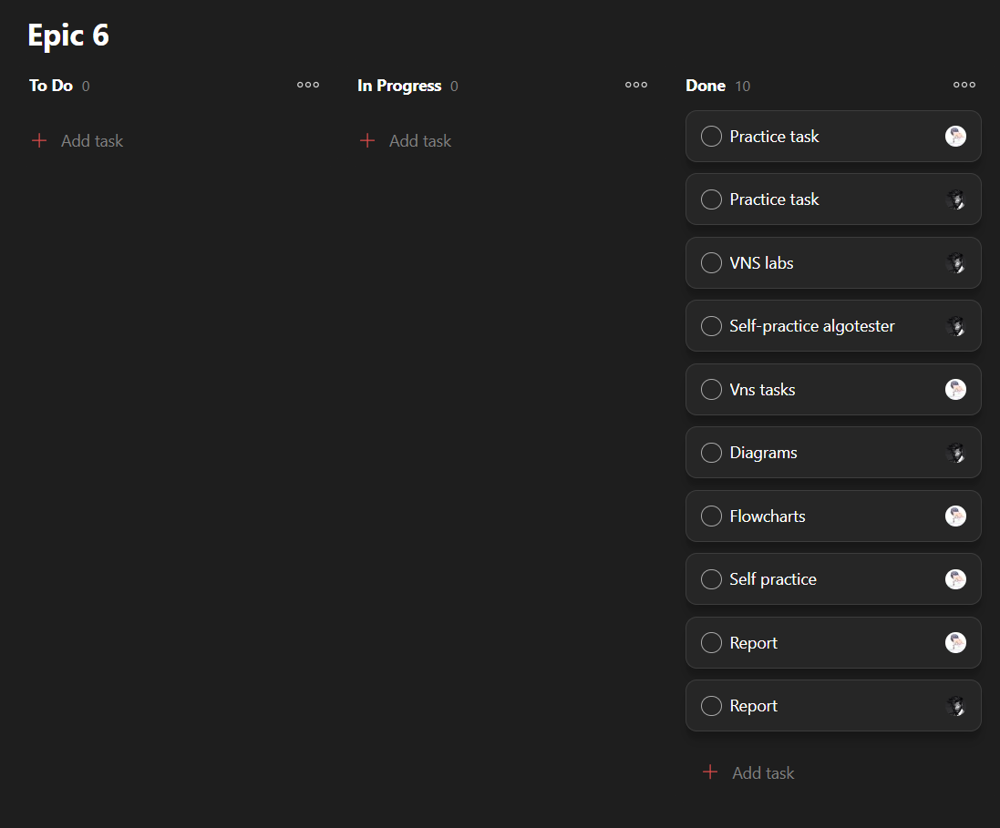 Epic 6
To Do 0
In Progress 0
Done 10
Add task
Add task
Practice task
Practice task
VNS labs
Self-practice algotester
Vns tasks
Diagrams
Flowcharts
Self practice
Report
Report
Add task